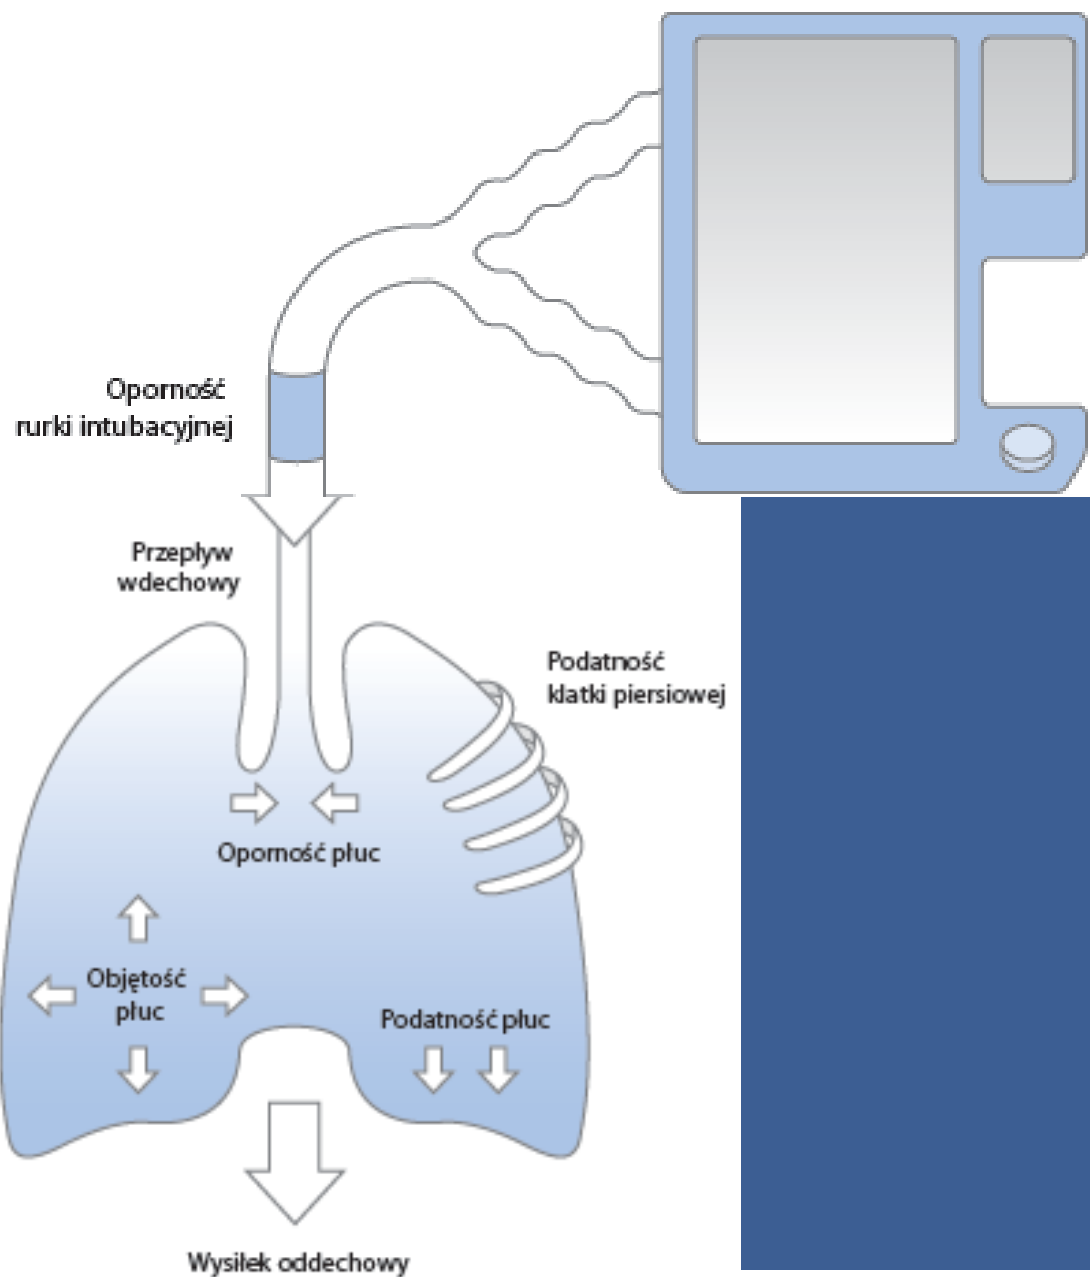 Oporność
rurki intubacyjnej
Przepływ
wdechowy
Podatność
klatki piersiowej
Oporność płuc
Objętość
płuc
Podatność płuc
Wysiłek oddechowy